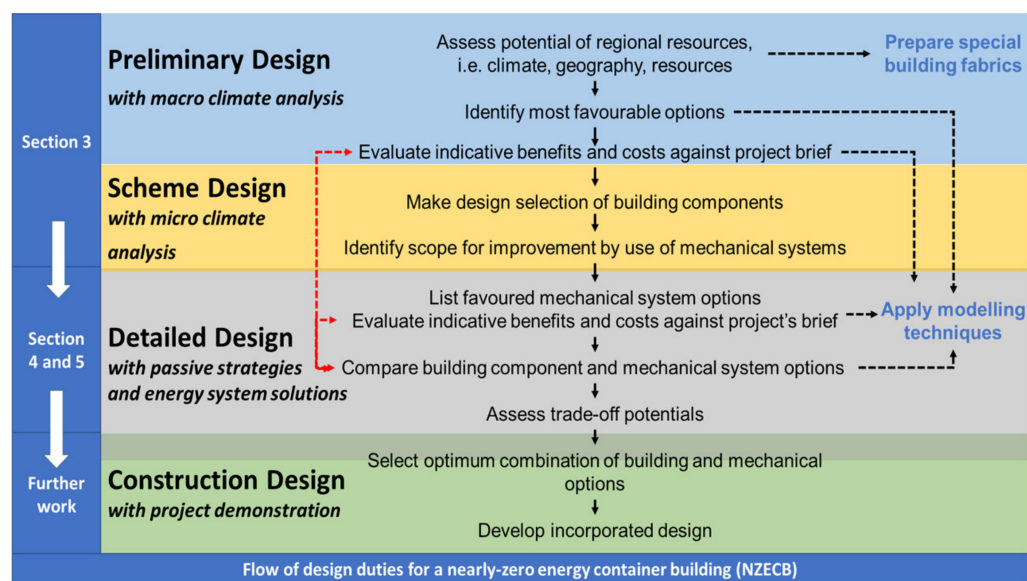 Section 3
Section
4 and 5
Further
work
Preliminary Design
with macro climate analysis
Assess potential of regional resources,
i.e. climate, geography, resources
Prepare special
building fabrics
Identify most favourable options
Evaluate indicative benefits and costs against project brief
Scheme Design
with micro climate
analysis
Make design selection of building components
Identify scope for improvement by use of mechanical systems
Detailed Design
with passive strategies
and energy system solutions
List favoured mechanical system options
Evaluate indicative benefits and costs against project's brief
Apply modelling
techniques
Compare building component and mechanical system options
Assess trade-off potentials
Construction Design
with project demonstration
Select optimum combination of building and mechanical
options
Develop incorporated design
Flow of design duties for a nearly-zero energy container building (NZECB)